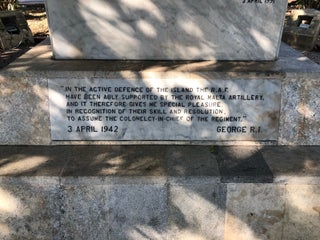 3 APRIL 1991
"IN THE ACTIVE DEFENCE OF THE ISLAND THE R.A.F.
HAVE BEEN ABLY SUPPORTED BY THE ROYAL MALTA ARTILLERY,
AND IT THEREFORE GIVES ME SPECIAL PLEASURE,
IN RECOGNITION OF THEIR SKILL AND RESOLUTION,
TO ASSUME THE COLONELCY-IN-CHIEF OF THE REGIMENT."
3 APRIL 1942 GEORGE R.I.